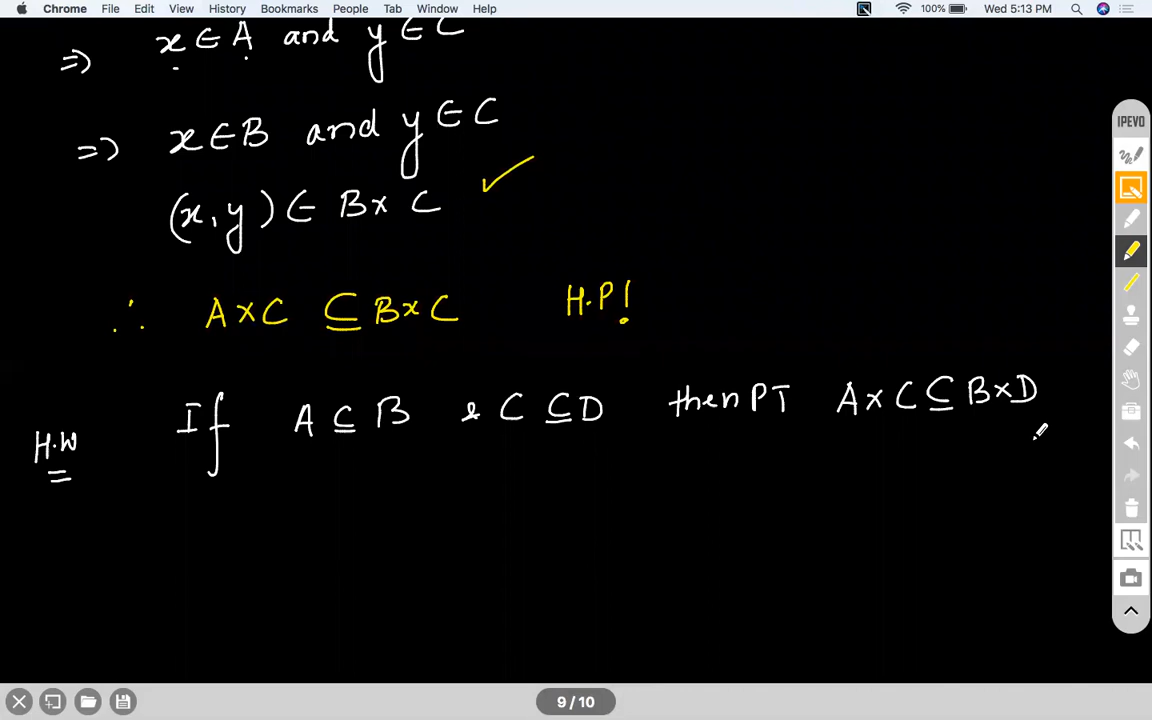 Chrome File Edit View History Bookmarks People Tab Window Help 100% Wed 5:13 PM
⇒ x ∈ A and y ∈ C
IPEVO
⇒ x ∈ B and y ∈ C
(x, y) ∈ B × C ✓
∴ A × C ⊆ B × C H.P!
H.W If A ⊆ B & C ⊆ D then PT A × C ⊆ B × D
9 / 10